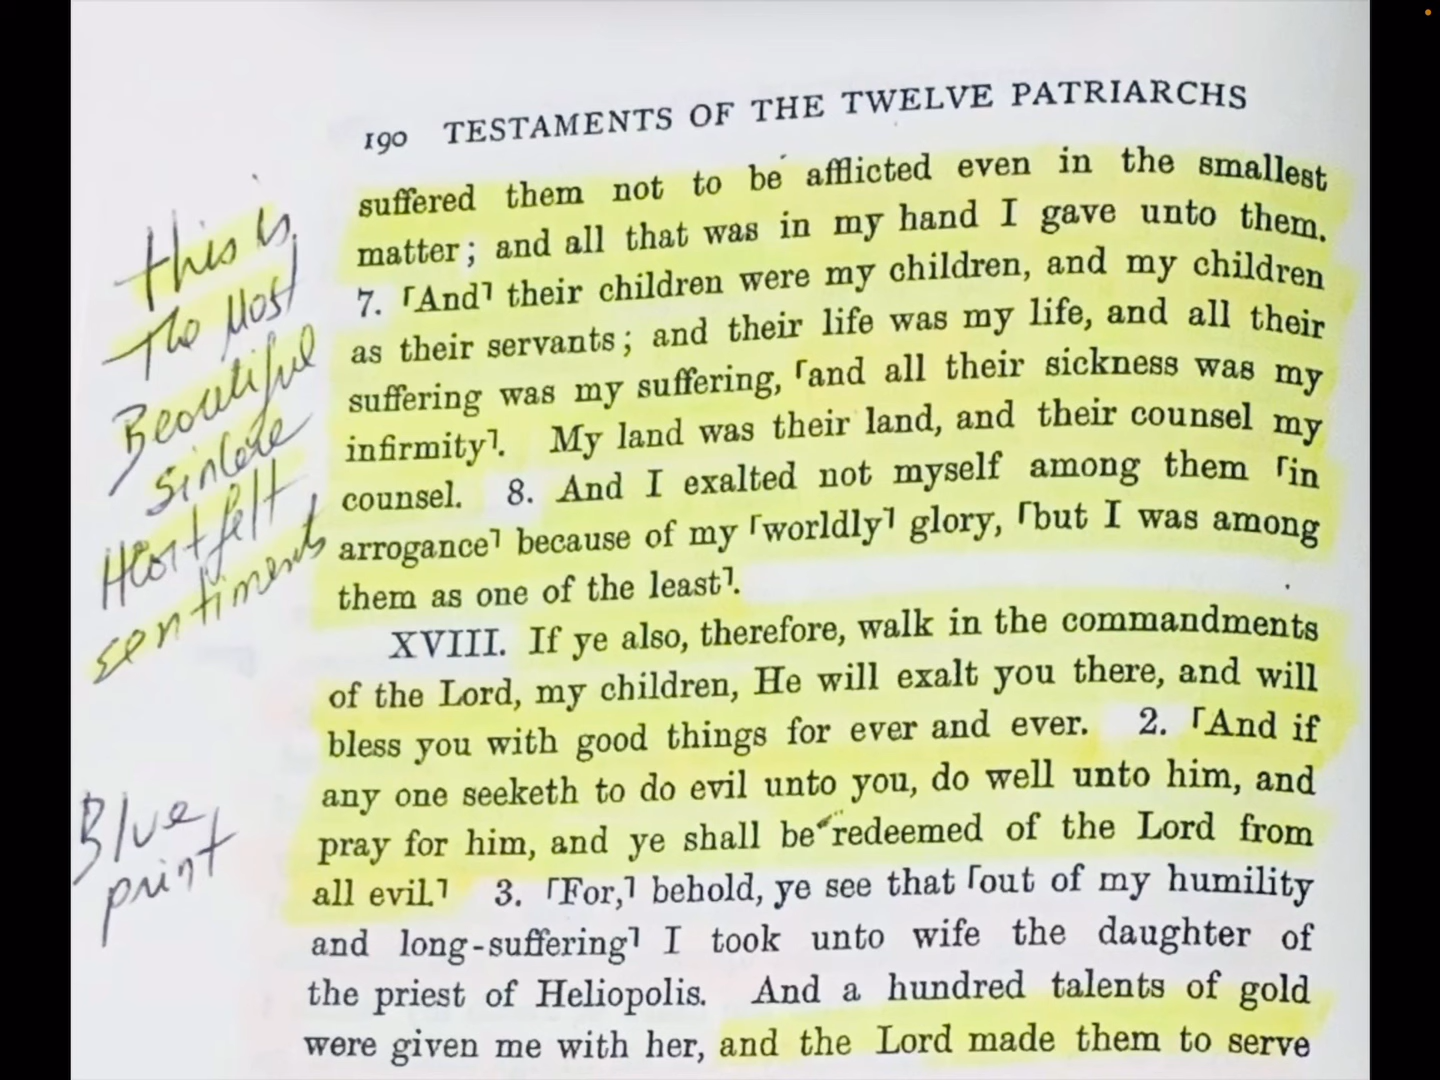 190 TESTAMENTS OF THE TWELVE PATRIARCHS
suffered them not to be afflicted even in the smallest
matter; and all that was in my hand I gave unto them.
7. ⸢And⸣ their children were my children, and my children
as their servants; and their life was my life, and all their
suffering was my suffering, ⸢and all their sickness was my
infirmity⸣. My land was their land, and their counsel my
counsel. 8. And I exalted not myself among them ⸢in
arrogance⸣ because of my ⸢worldly⸣ glory, ⸢but I was among
them as one of the least⸣.
XVIII. If ye also, therefore, walk in the commandments
of the Lord, my children, He will exalt you there, and will
bless you with good things for ever and ever. 2. ⸢And if
any one seeketh to do evil unto you, do well unto him, and
pray for him, and ye shall be redeemed of the Lord from
all evil.⸣ 3. ⸢For,⸣ behold, ye see that ⸢out of my humility
and long-suffering⸣ I took unto wife the daughter of
the priest of Heliopolis. And a hundred talents of gold
were given me with her, and the Lord made them to serve
this is
The Most
Beautiful
sincere
Heartfelt
sentiments
Blue
print